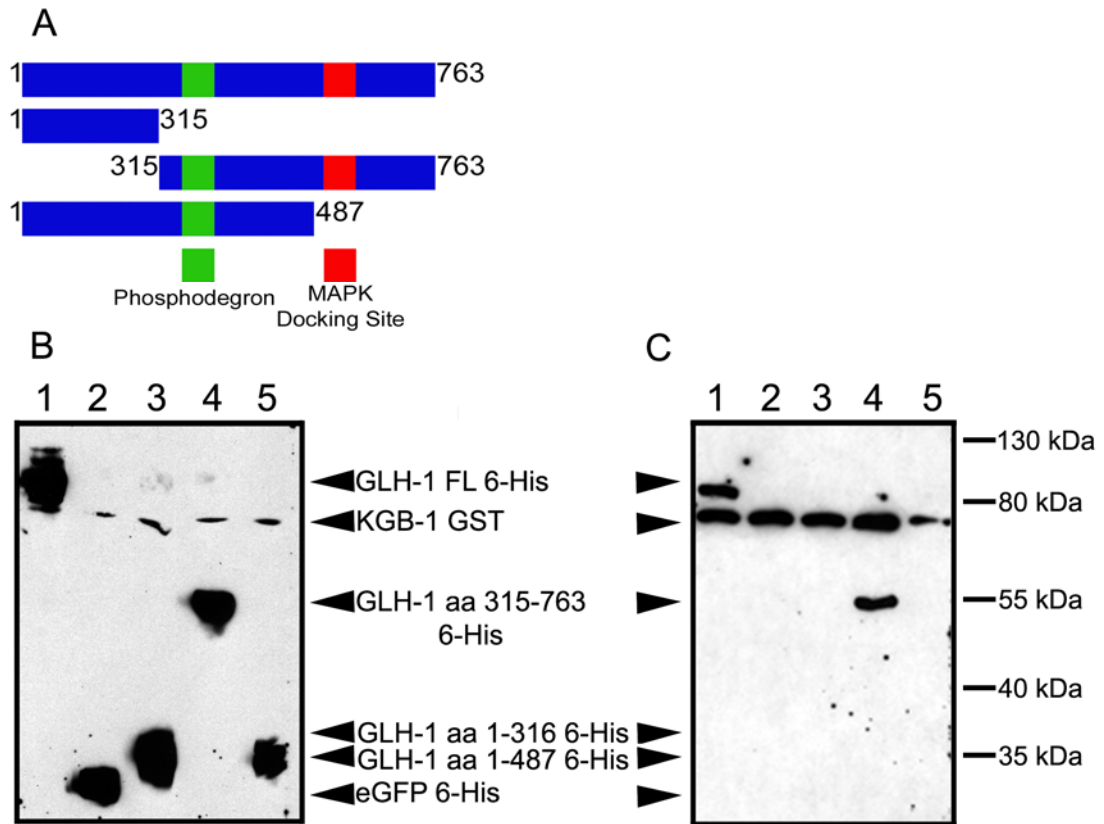 A
1 763
1 315
315 763
1 487
Phosphodegron
MAPK
Docking Site
B
1 2 3 4 5
GLH-1 FL 6-His
KGB-1 GST
GLH-1 aa 315-763
6-His
GLH-1 aa 1-316 6-His
GLH-1 aa 1-487 6-His
eGFP 6-His
C
1 2 3 4 5
130 kDa
80 kDa
55 kDa
40 kDa
35 kDa